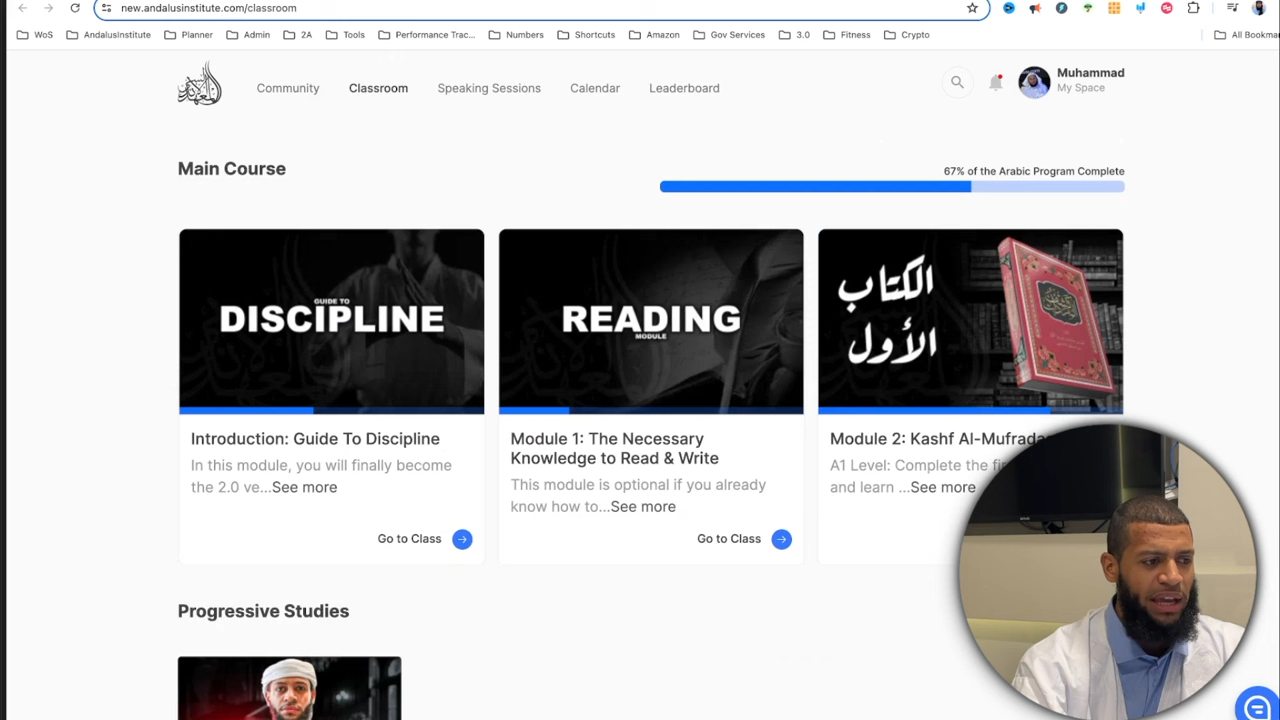 new.andalusinstitute.com/classroom
WoS
AndalusInstitute
Planner
Admin
2A
Tools
Performance Trac...
Numbers
Shortcuts
Amazon
Gov Services
3.0
Fitness
Crypto
All Bookma
Community
Classroom
Speaking Sessions
Calendar
Leaderboard
Muhammad
My Space
Main Course
67% of the Arabic Program Complete
GUIDE TO
DISCIPLINE
READING
MODULE
الكتاب
الأول
Introduction: Guide To Discipline
In this module, you will finally become
the 2.0 ve...See more
Go to Class
Module 1: The Necessary
Knowledge to Read & Write
This module is optional if you already
know how to...See more
Go to Class
Module 2: Kashf Al-Mufrada
A1 Level: Complete the fi
and learn ...See more
Progressive Studies